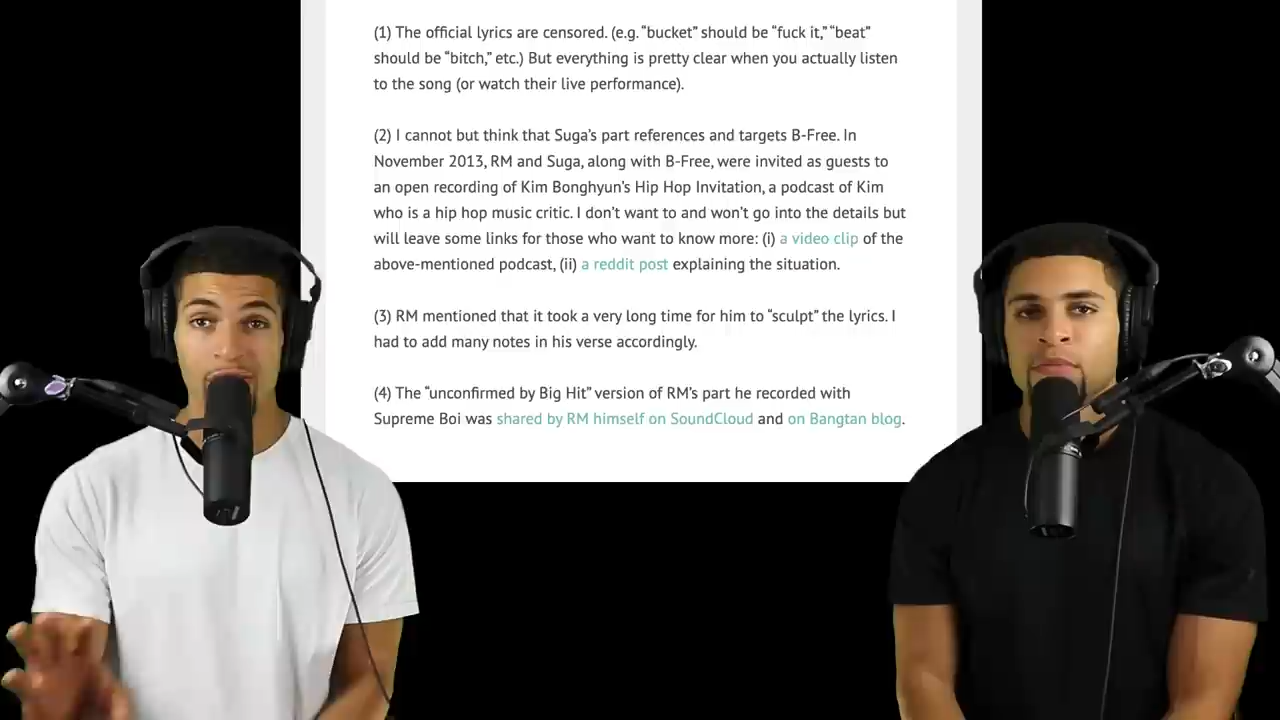 (1) The official lyrics are censored. (e.g. “bucket” should be “fuck it,” “beat”
should be “bitch,” etc.) But everything is pretty clear when you actually listen
to the song (or watch their live performance).
(2) I cannot but think that Suga’s part references and targets B-Free. In
November 2013, RM and Suga, along with B-Free, were invited as guests to
an open recording of Kim Bonghyun’s Hip Hop Invitation, a podcast of Kim
who is a hip hop music critic. I don’t want to and won’t go into the details but
will leave some links for those who want to know more: (i) a video clip of the
above-mentioned podcast, (ii) a reddit post explaining the situation.
(3) RM mentioned that it took a very long time for him to “sculpt” the lyrics. I
had to add many notes in his verse accordingly.
(4) The “unconfirmed by Big Hit” version of RM’s part he recorded with
Supreme Boi was shared by RM himself on SoundCloud and on Bangtan blog.